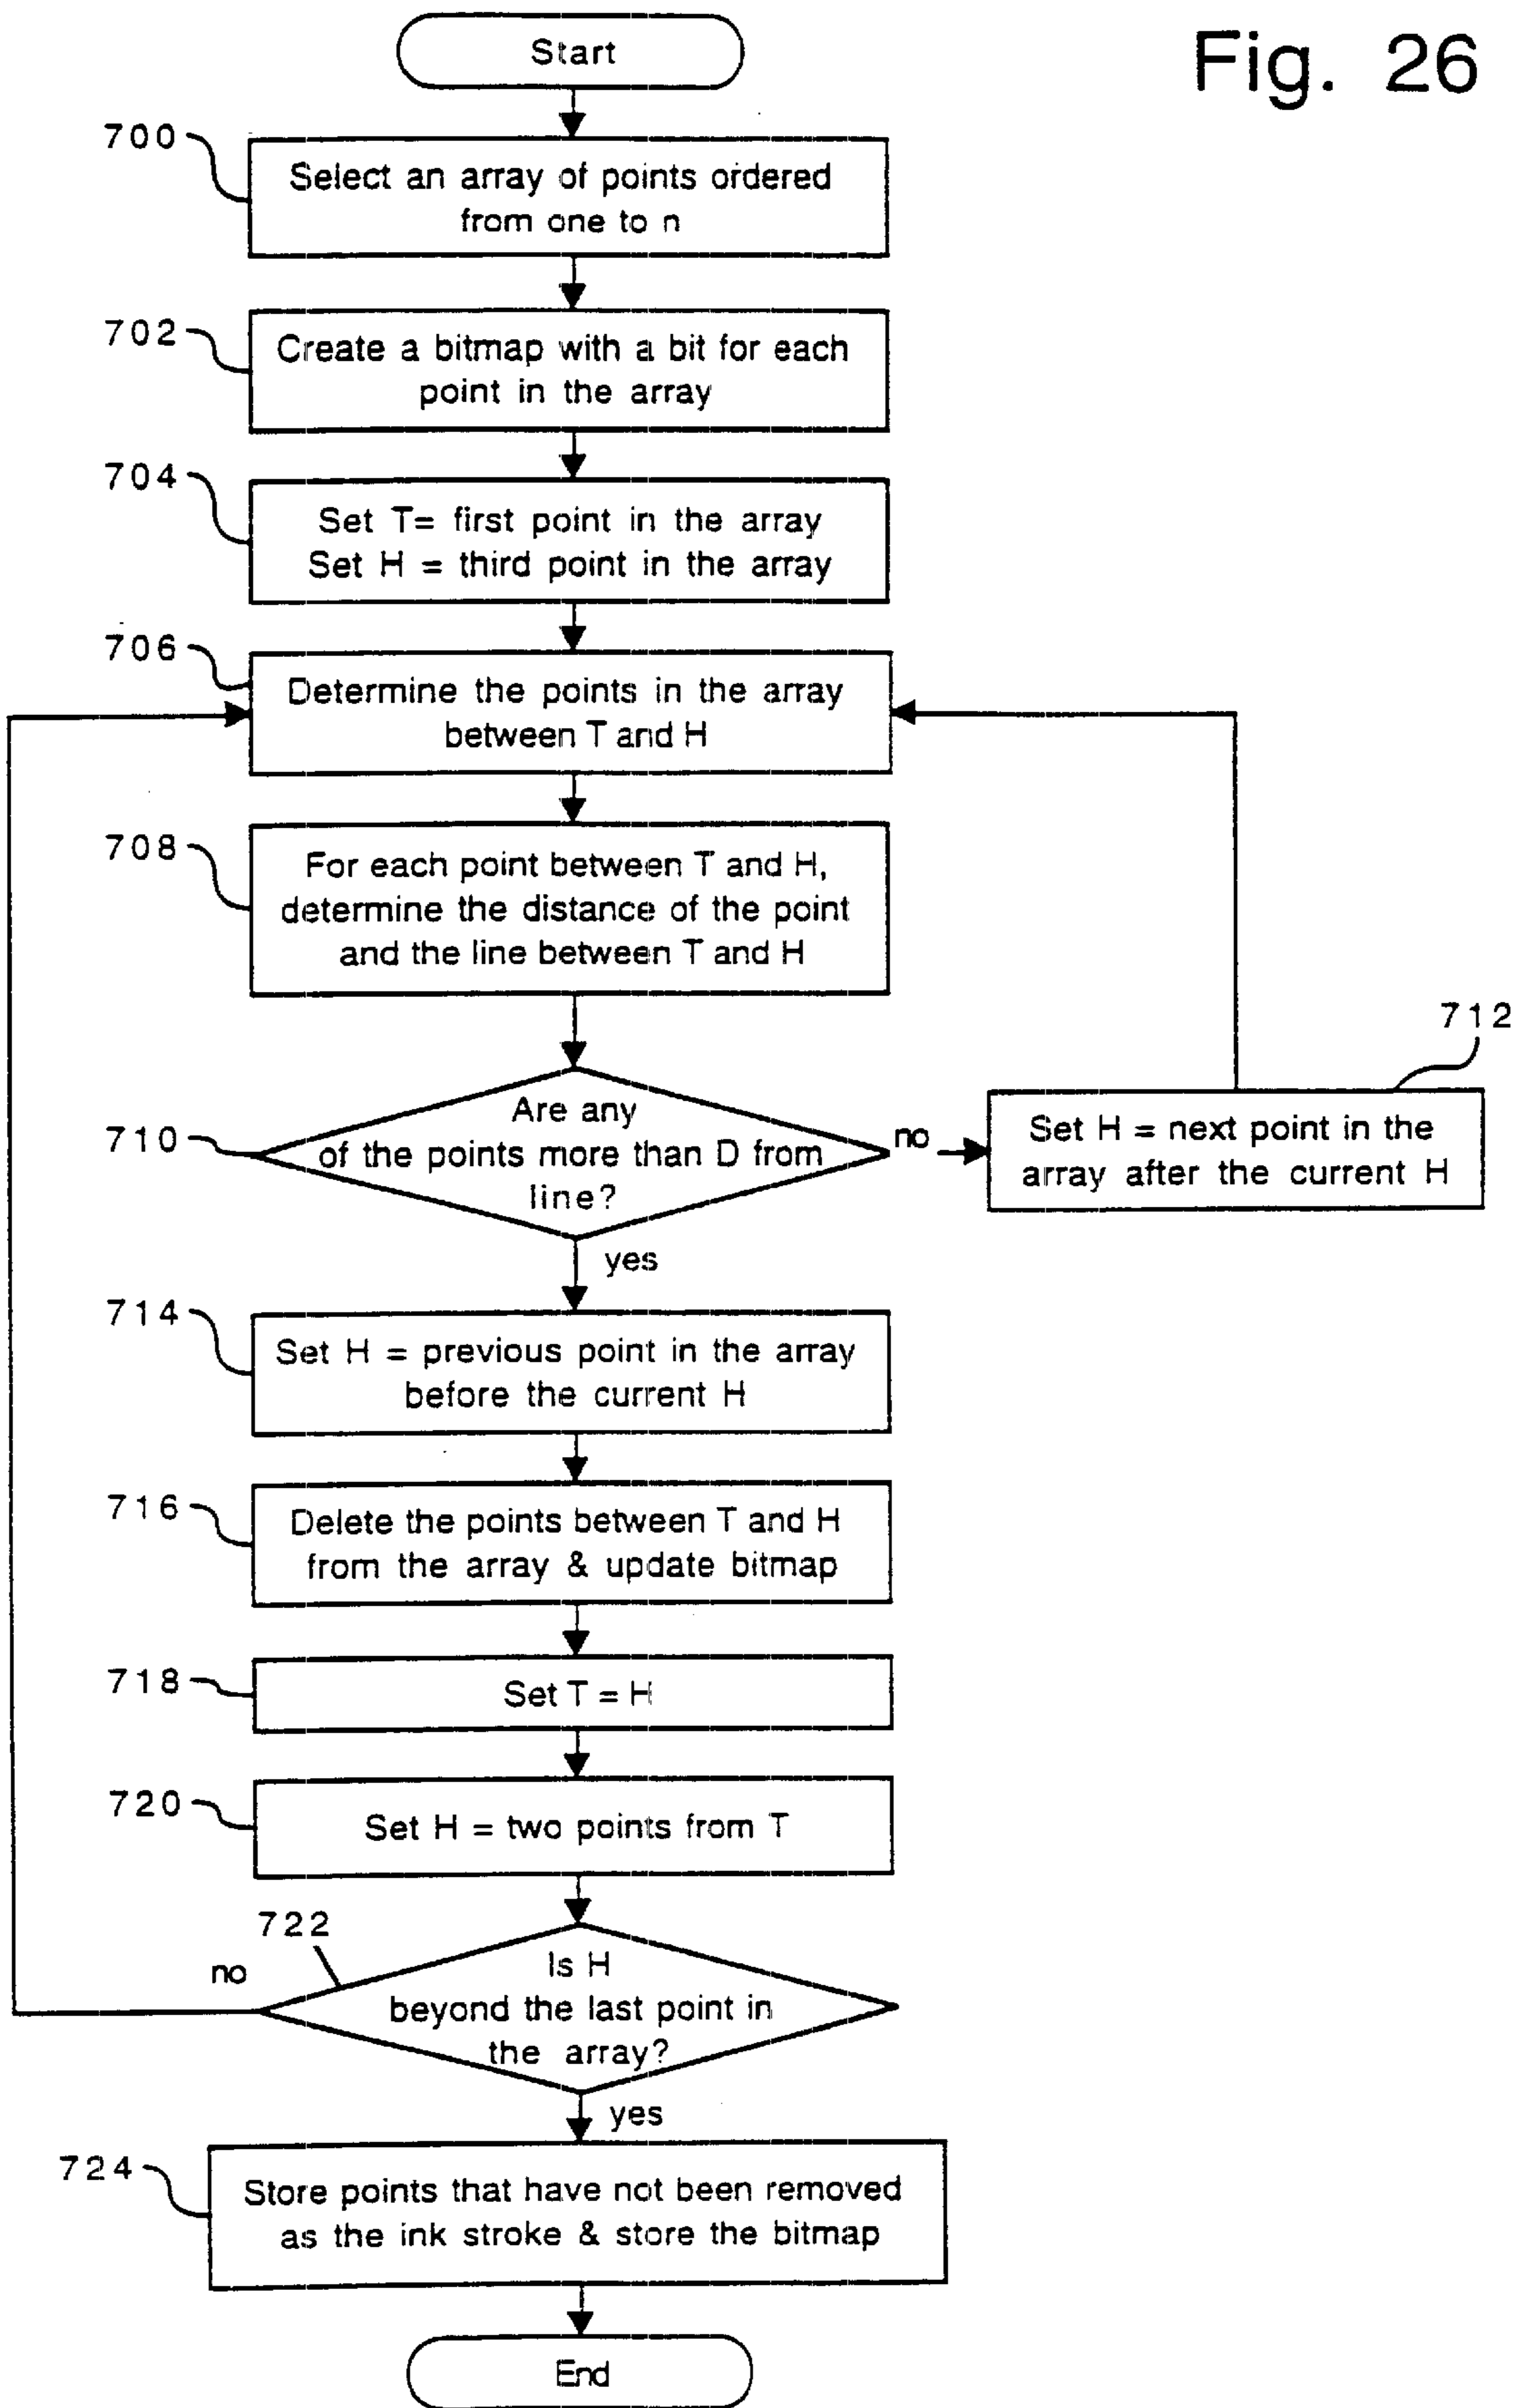 Fig. 26
Start
700
Select an array of points ordered
from one to n
702
Create a bitmap with a bit for each
point in the array
704
Set T= first point in the array
Set H = third point in the array
706
Determine the points in the array
between T and H
708
For each point between T and H,
determine the distance of the point
and the line between T and H
710
Are any
of the points more than D from
line?
no
712
Set H = next point in the
array after the current H
yes
714
Set H = previous point in the array
before the current H
716
Delete the points between T and H
from the array & update bitmap
718
Set T = H
720
Set H = two points from T
722
no
Is H
beyond the last point in
the array?
yes
724
Store points that have not been removed
as the ink stroke & store the bitmap
End